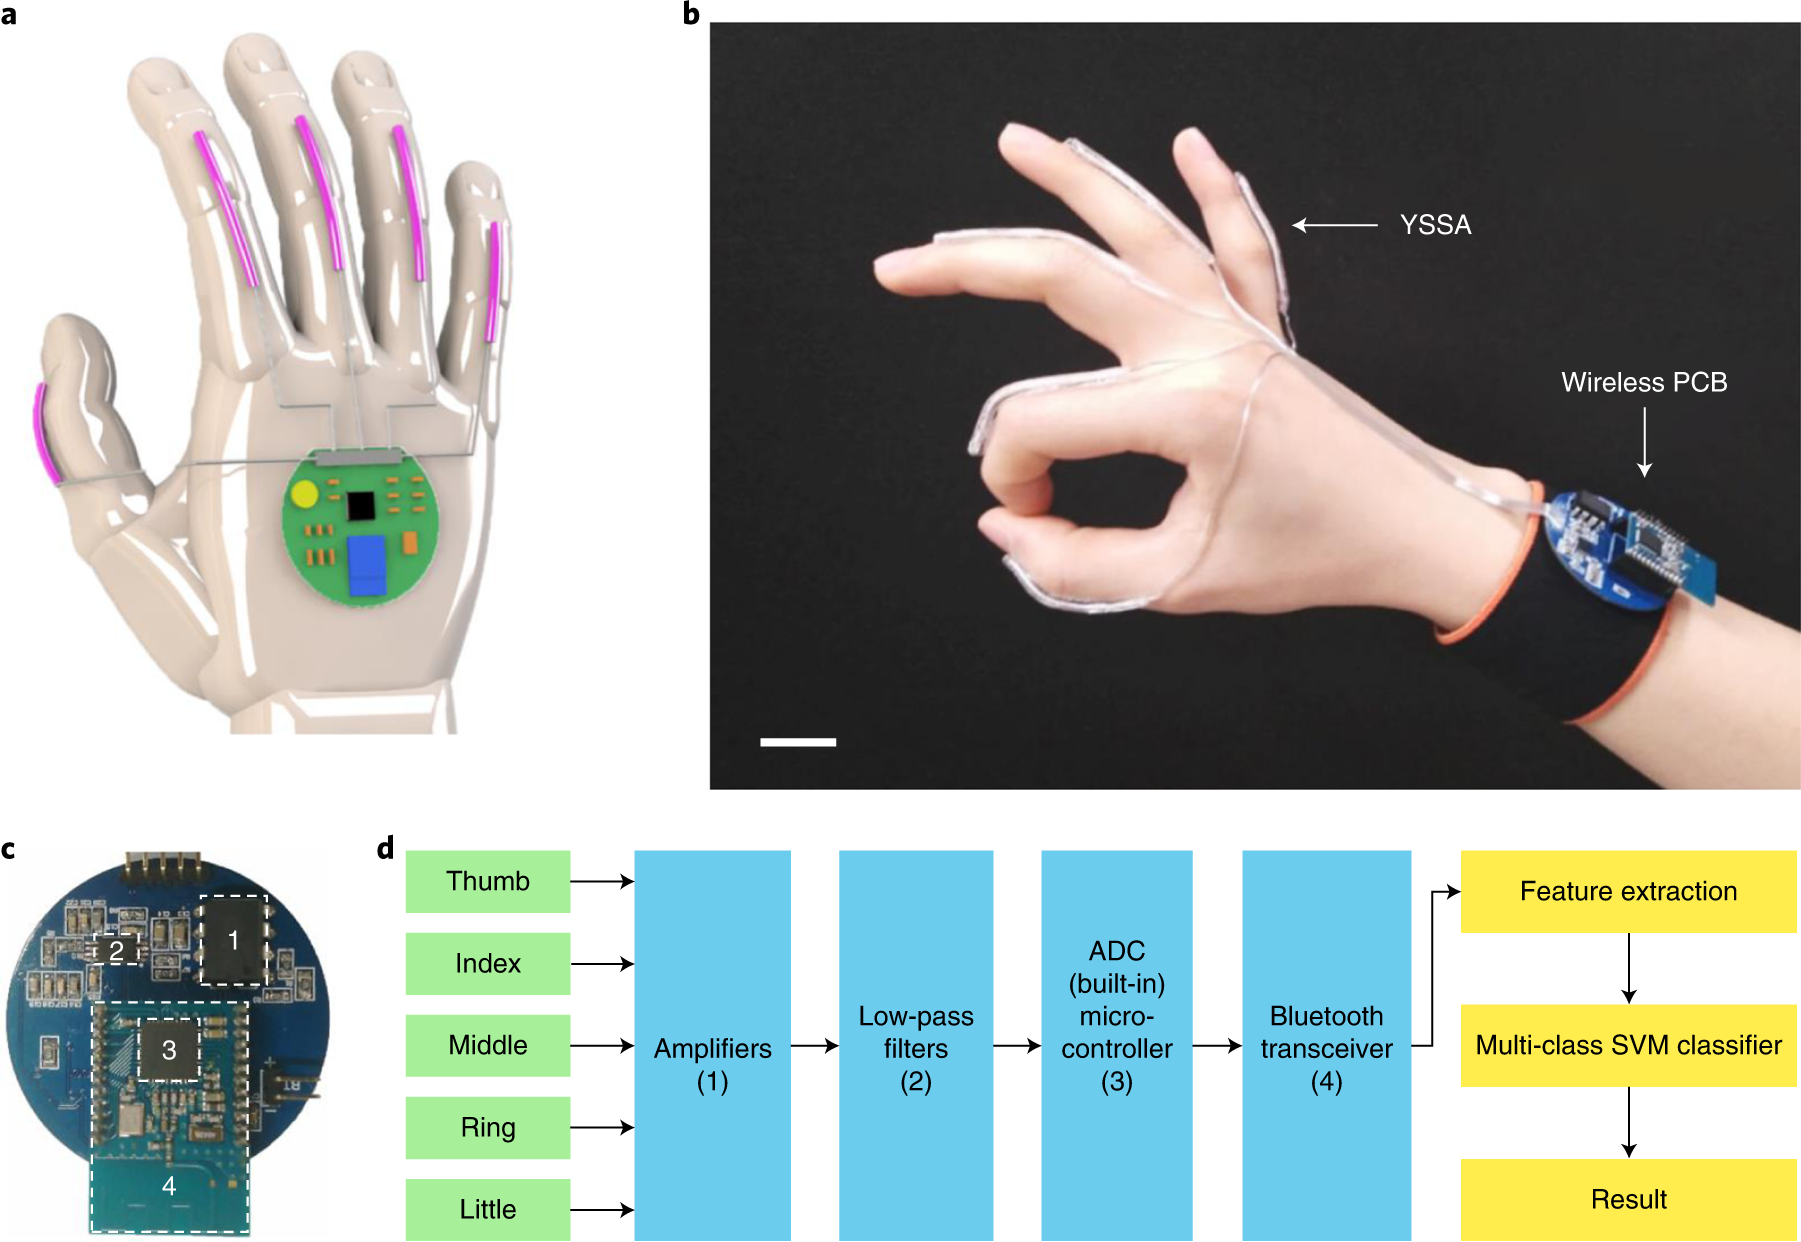 a
b
YSSA
Wireless PCB
c
1
2
3
4
d
Thumb
Index
Middle
Ring
Little
Amplifiers
(1)
Low-pass
filters
(2)
ADC
(built-in)
micro-
controller
(3)
Bluetooth
transceiver
(4)
Feature extraction
Multi-class SVM classifier
Result